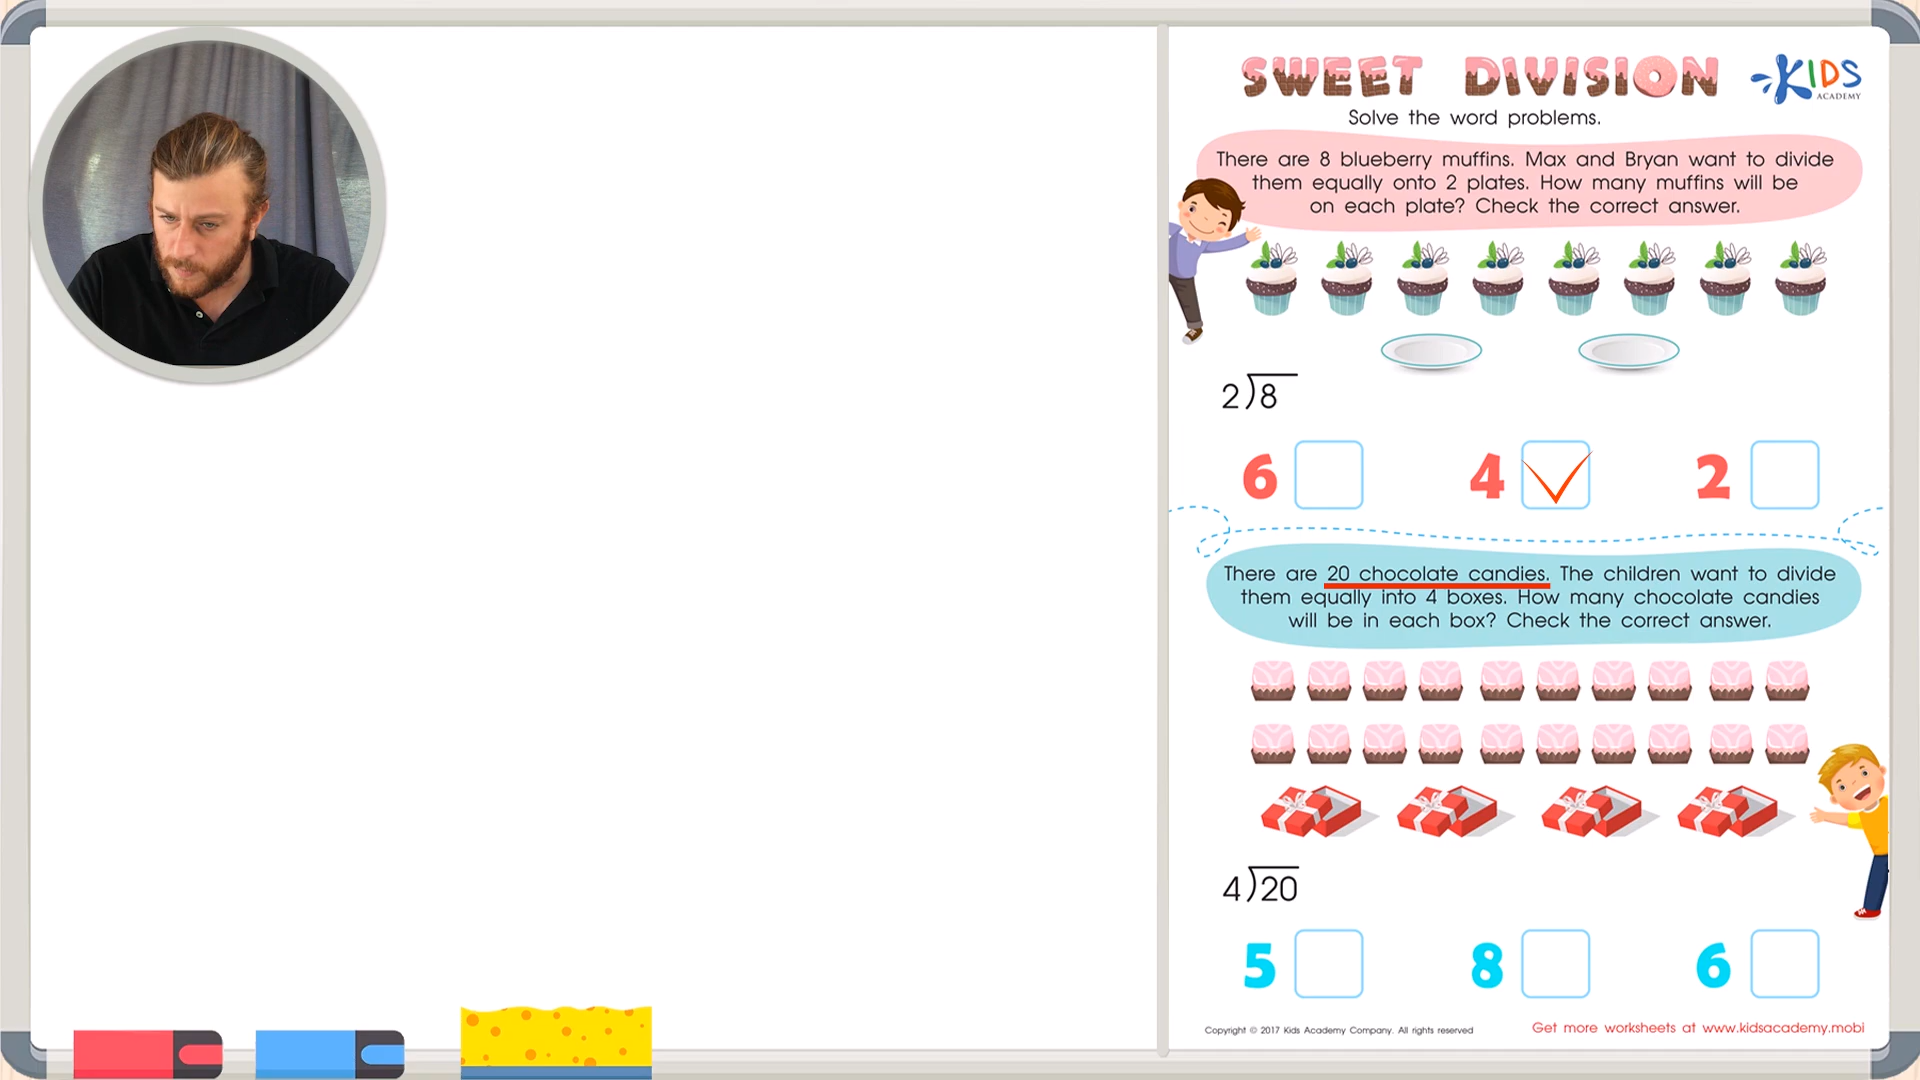 SWEET DIVISION
KIDS
ACADEMY
Solve the word problems.
There are 8 blueberry muffins. Max and Bryan want to divide
them equally onto 2 plates. How many muffins will be
on each plate? Check the correct answer.
2)8
6 4 2
There are 20 chocolate candies. The children want to divide
them equally into 4 boxes. How many chocolate candies
will be in each box? Check the correct answer.
4)20
5 8 6
Copyright © 2017 Kids Academy Company. All rights reserved
Get more worksheets at www.kidsacademy.mobi